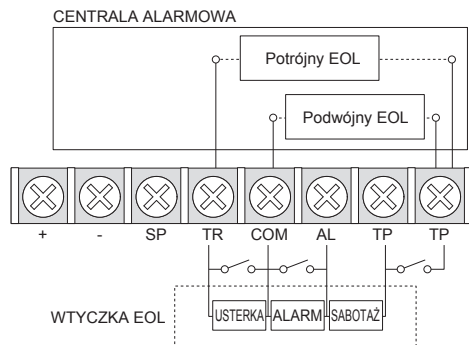 CENTRALA ALARMOWA
Potrójny EOL
Podwójny EOL
+ - SP TR COM AL TP TP
WTYCZKA EOL USTERKA ALARM SABOTAŻ